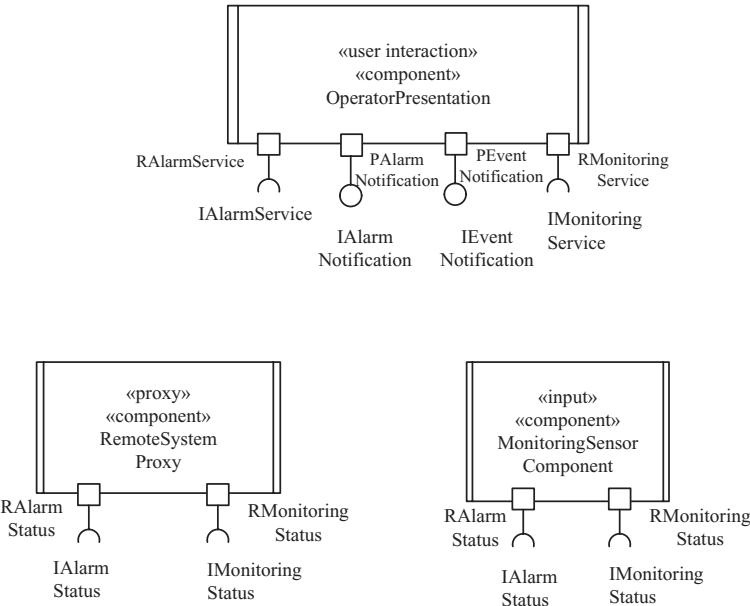 «user interaction»
«component»
OperatorPresentation
RAlarmService
PAlarm
Notification
PEvent
Notification
RMonitoring
Service
IAlarmService
IAlarm
Notification
IEvent
Notification
IMonitoring
Service
«proxy»
«component»
RemoteSystem
Proxy
RAlarm
Status
RMonitoring
Status
IAlarm
Status
IMonitoring
Status
«input»
«component»
MonitoringSensor
Component
RAlarm
Status
RMonitoring
Status
IAlarm
Status
IMonitoring
Status